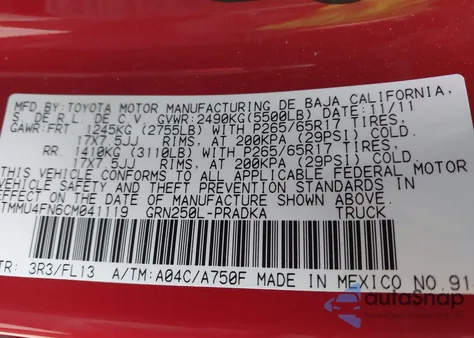 MFD.BY:TOYOTA MOTOR MANUFACTURING DE BAJA CALIFORNIA,
S. DE R.L. DE C.V. GVWR:2490KG(5500LB) DATE:11/11
GAWR:FRT. 1245KG (2755LB) WITH P265/65R17 TIRES,
17X7.5JJ RIMS, AT 200KPA (29PSI) COLD.
RR. 1410KG (3110LB) WITH P265/65R17 TIRES,
17X7.5JJ RIMS, AT 200KPA (29PSI) COLD.
THIS VEHICLE CONFORMS TO ALL APPLICABLE FEDERAL MOTOR
VEHICLE SAFETY AND THEFT PREVENTION STANDARDS IN
EFFECT ON THE DATE OF MANUFACTURE SHOWN ABOVE.
TMMU4FN6CM041119 GRN250L-PRADKA TRUCK
TR: 3R3/FL13 A/TM:A04C/A750F MADE IN MEXICO NO.91
autoSnap